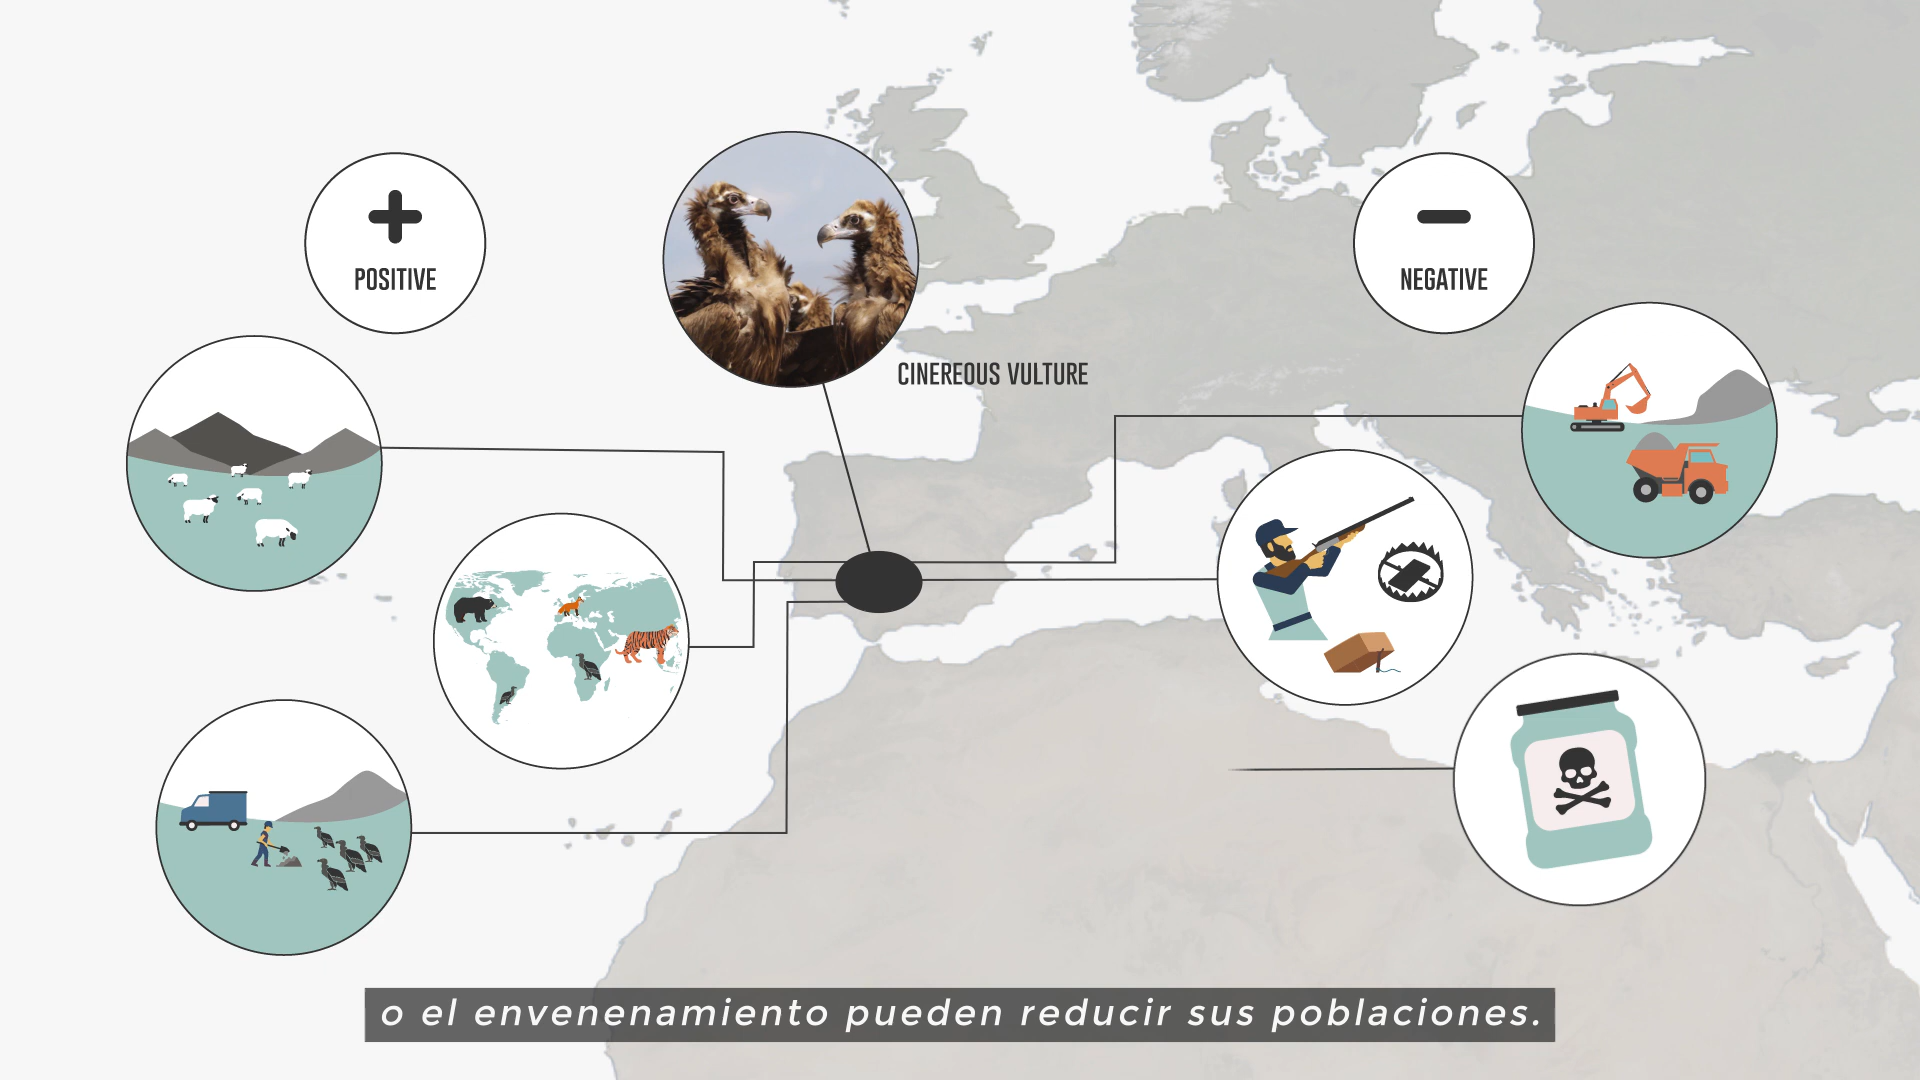 POSITIVE
NEGATIVE
CINEREOUS VULTURE
o el envenenamiento pueden reducir sus poblaciones.